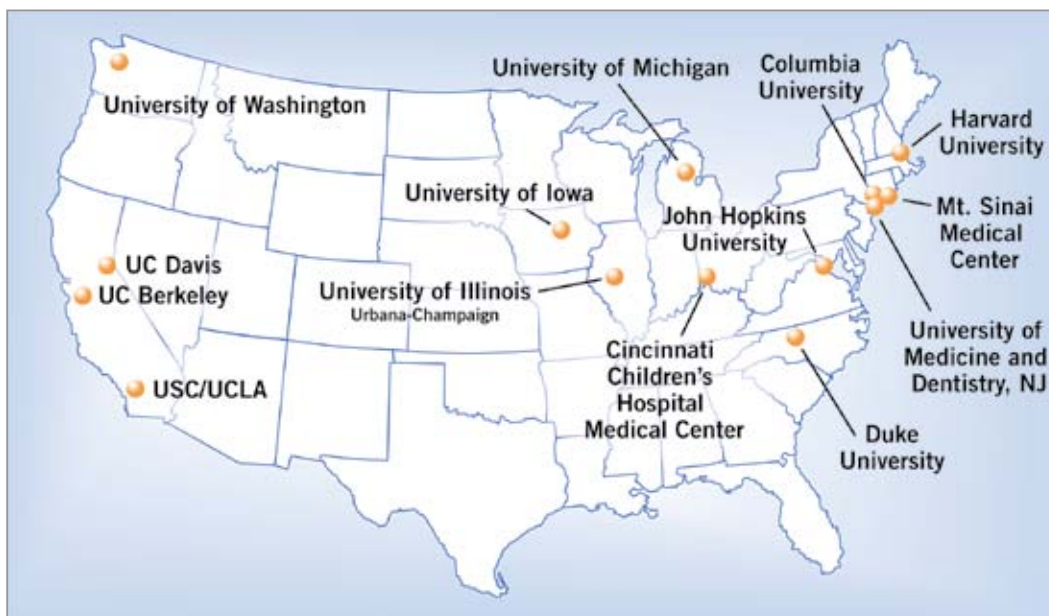 University of Washington
University of Michigan
Columbia
University
Harvard
University
University of Iowa
John Hopkins
University
Mt. Sinai
Medical
Center
UC Davis
UC Berkeley
University of Illinois
Urbana-Champaign
University of
Medicine and
Dentistry, NJ
Cincinnati
Children's
Hospital
Medical Center
USC/UCLA
Duke
University